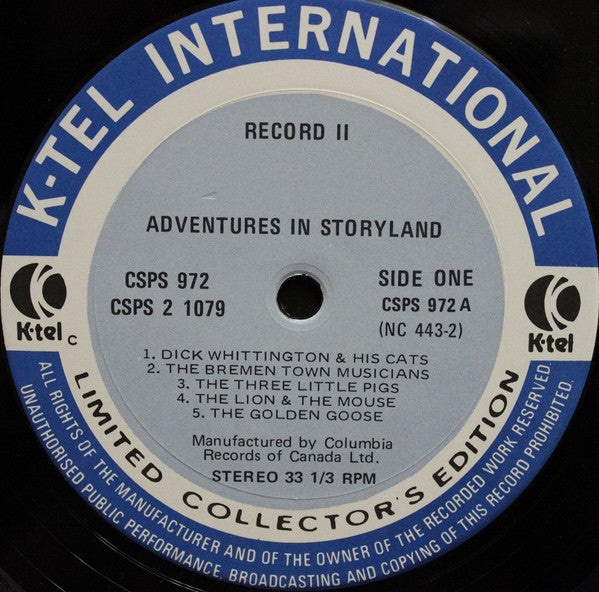 K-TEL INTERNATIONAL
RECORD II
ADVENTURES IN STORYLAND
CSPS 972
CSPS 2 1079
SIDE ONE
CSPS 972 A
(NC 443-2)
K-tel c
K-tel
1. DICK WHITTINGTON & HIS CATS
2. THE BREMEN TOWN MUSICIANS
3. THE THREE LITTLE PIGS
4. THE LION & THE MOUSE
5. THE GOLDEN GOOSE
Manufactured by Columbia
Records of Canada Ltd.
STEREO 33 1/3 RPM
LIMITED COLLECTOR'S EDITION
ALL RIGHTS OF THE MANUFACTURER AND OF THE OWNER OF THE RECORDED WORK RESERVED.
UNAUTHORISED PUBLIC PERFORMANCE, BROADCASTING AND COPYING OF THIS RECORD PROHIBITED.